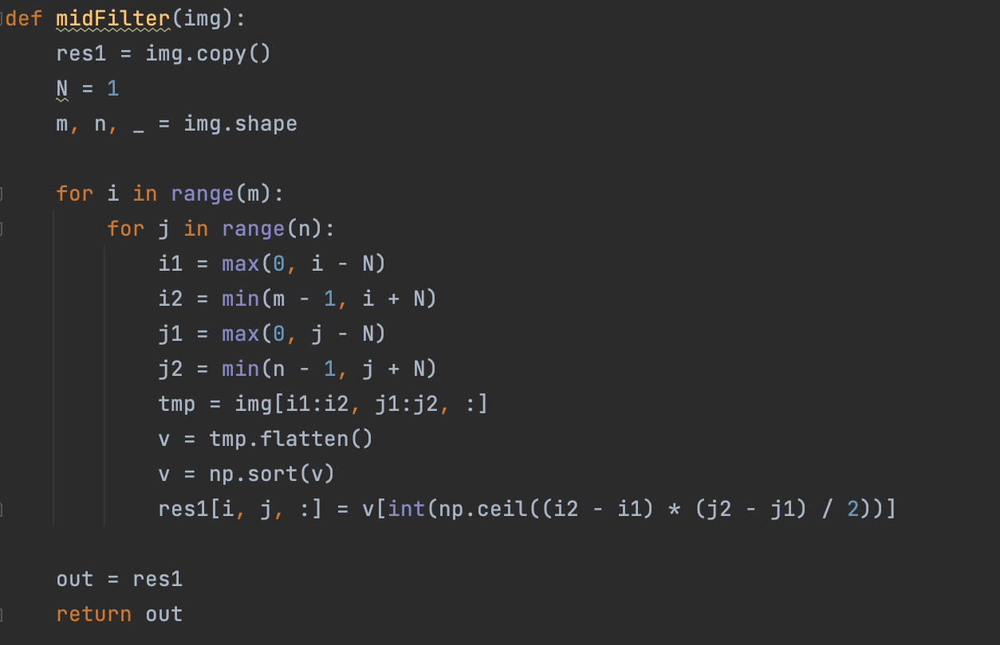 def midFilter(img):
    res1 = img.copy()
    N = 1
    m, n, _ = img.shape

    for i in range(m):
        for j in range(n):
            i1 = max(0, i - N)
            i2 = min(m - 1, i + N)
            j1 = max(0, j - N)
            j2 = min(n - 1, j + N)
            tmp = img[i1:i2, j1:j2, :]
            v = tmp.flatten()
            v = np.sort(v)
            res1[i, j, :] = v[int(np.ceil((i2 - i1) * (j2 - j1) / 2))]

    out = res1
    return out